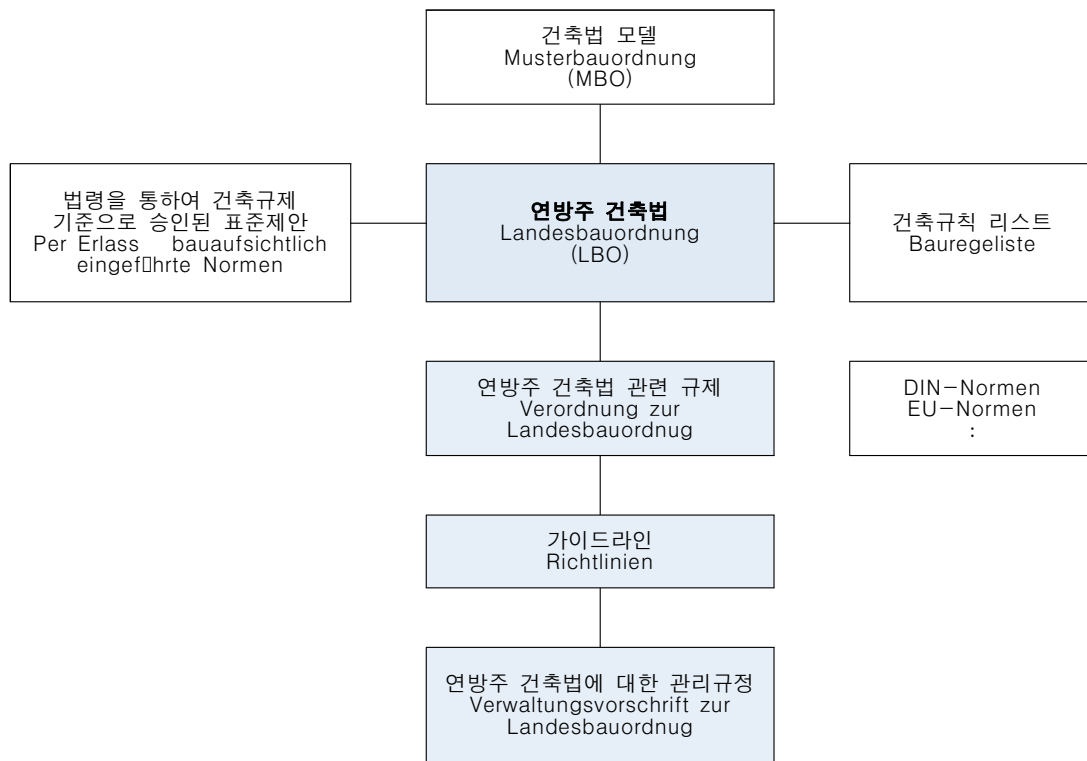 건축법 모델
Musterbauordnung
(MBO)
법령을 통하여 건축규제
기준으로 승인된 표준제안
Per Erlass bauaufsichtlich
eingef□hrte Normen
연방주 건축법
Landesbauordnung
(LBO)
건축규칙 리스트
Bauregeliste
연방주 건축법 관련 규제
Verordnung zur
Landesbauordnug
DIN-Normen
EU-Normen
:
가이드라인
Richtlinien
연방주 건축법에 대한 관리규정
Verwaltungsvorschrift zur
Landesbauordnug